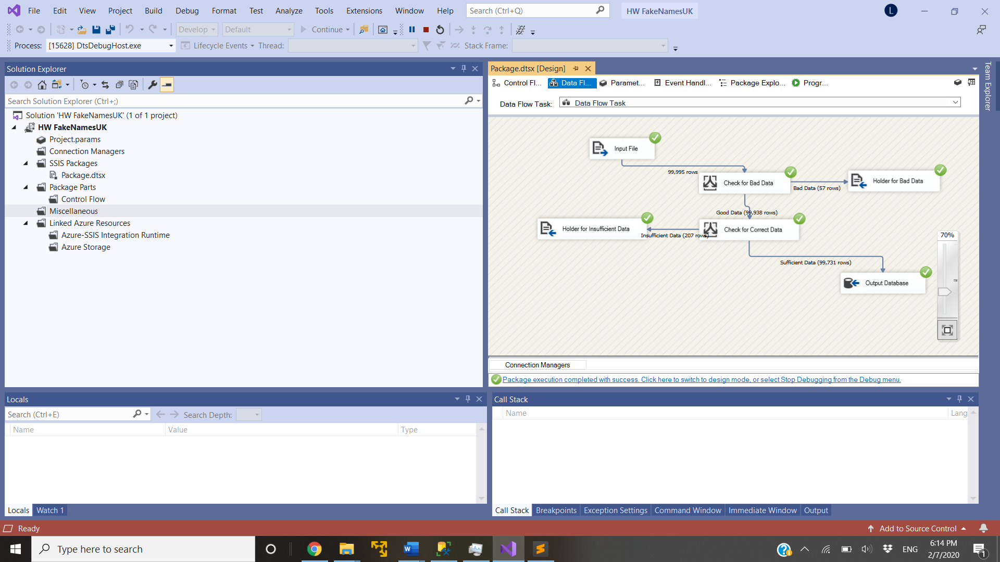 File Edit View Project Build Debug Format Test Analyze Tools Extensions Window Help Search (Ctrl+Q) HW FakeNamesUK L
Develop Default Continue
Process: [15628] DtsDebugHost.exe Lifecycle Events Thread: Stack Frame:
Solution Explorer
Search Solution Explorer (Ctrl+;)
Solution 'HW FakeNamesUK' (1 of 1 project)
HW FakeNamesUK
Project.params
Connection Managers
SSIS Packages
Package.dtsx
Package Parts
Control Flow
Miscellaneous
Linked Azure Resources
Azure-SSIS Integration Runtime
Azure Storage
Package.dtsx [Design]
Control Fl... Data Fl... Paramet... Event Handl... Package Explo... Progr...
Data Flow Task: Data Flow Task
Team Explorer
Input File
99,995 rows
Check for Bad Data
Bad Data (57 rows)
Holder for Bad Data
Good Data (99,938 rows)
Holder for Insufficient Data
Insufficient Data (207 rows)
Check for Correct Data
Sufficient Data (99,731 rows)
Output Database
70%
Connection Managers
Package execution completed with success. Click here to switch to design mode, or select Stop Debugging from the Debug menu.
Locals
Search (Ctrl+E) Search Depth:
Name Value Type
Locals Watch 1
Call Stack
Name Lang
Call Stack Breakpoints Exception Settings Command Window Immediate Window Output
Ready Add to Source Control
Type here to search
ENG
6:14 PM
2/7/2020
1